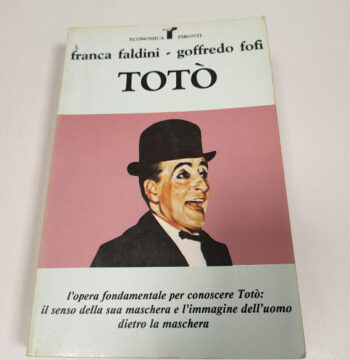 ECONOMICA PIRONTI
franca faldini - goffredo fofi
TOTÒ
l'opera fondamentale per conoscere Totò:
il senso della sua maschera e l'immagine dell'uomo
dietro la maschera